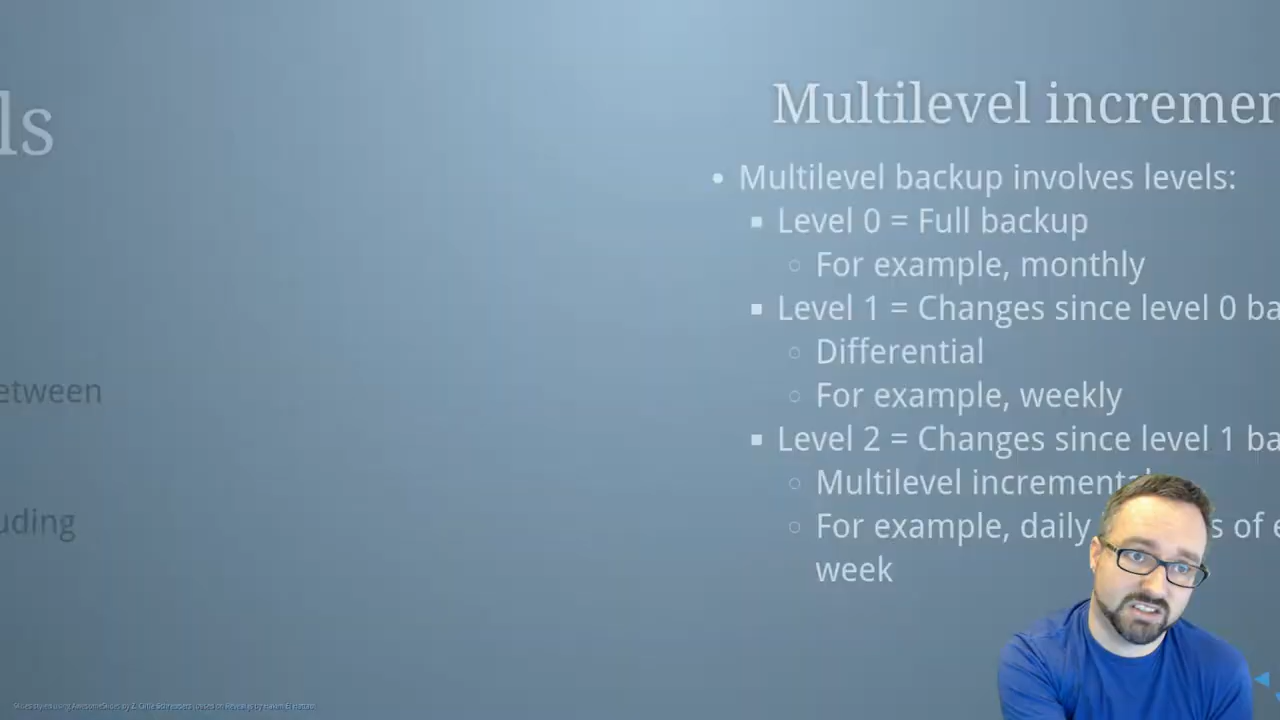 ls
Multilevel incremen
Multilevel backup involves levels:
Level 0 = Full backup
For example, monthly
Level 1 = Changes since level 0 ba
Differential
etween
For example, weekly
Level 2 = Changes since level 1 ba
Multilevel incremental
uding
For example, daily s of e
week